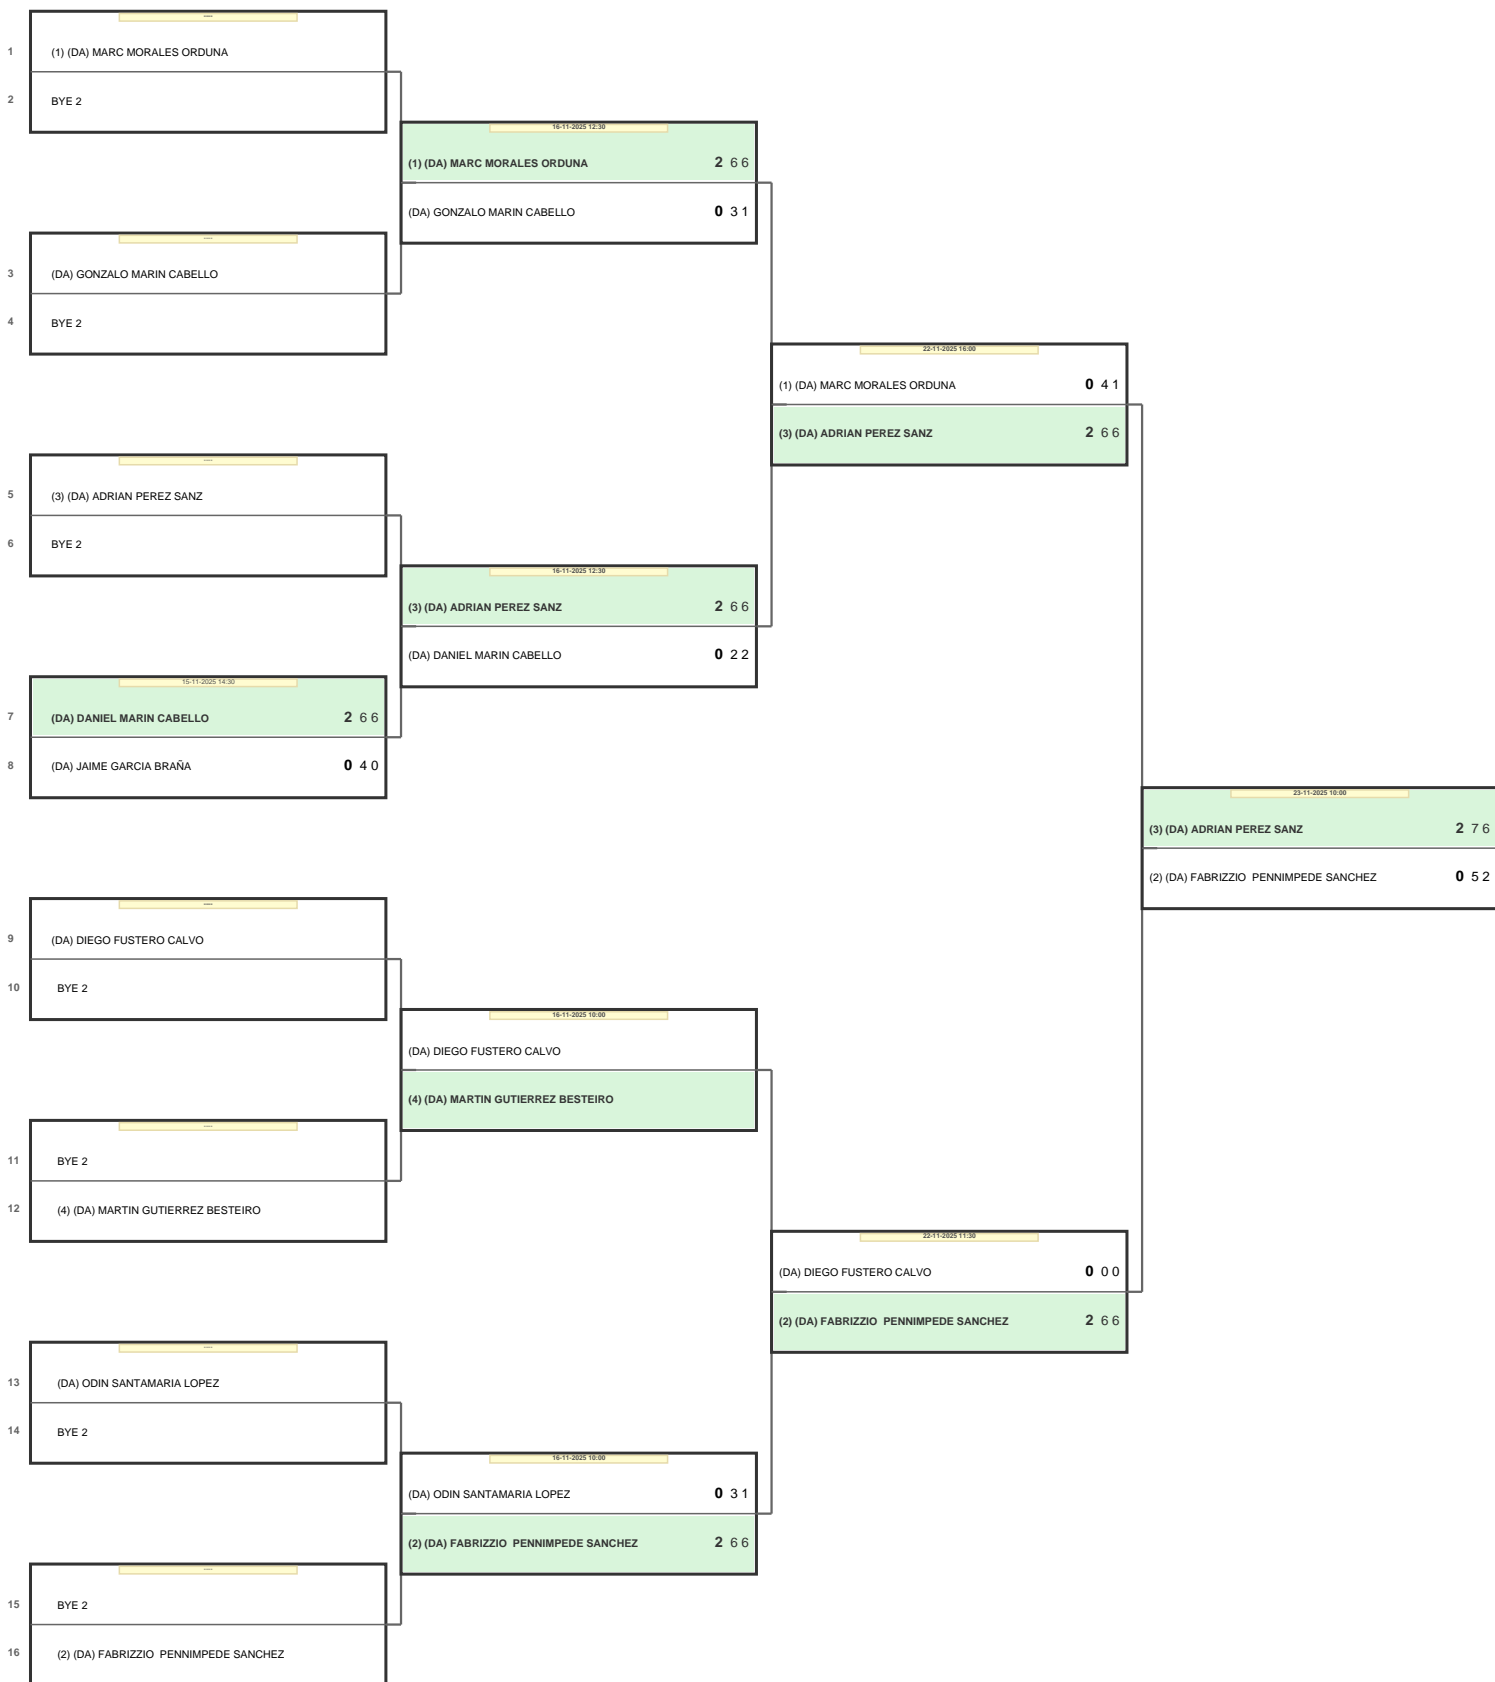 1 (1) (DA) MARC MORALES ORDUNA
2 BYE 2
16-11-2025 12:30
(1) (DA) MARC MORALES ORDUNA 2 6 6
(DA) GONZALO MARIN CABELLO 0 3 1
3 (DA) GONZALO MARIN CABELLO
4 BYE 2
22-11-2025 16:00
(1) (DA) MARC MORALES ORDUNA 0 4 1
(3) (DA) ADRIAN PEREZ SANZ 2 6 6
5 (3) (DA) ADRIAN PEREZ SANZ
6 BYE 2
16-11-2025 12:30
(3) (DA) ADRIAN PEREZ SANZ 2 6 6
(DA) DANIEL MARIN CABELLO 0 2 2
15-11-2025 14:30
7 (DA) DANIEL MARIN CABELLO 2 6 6
8 (DA) JAIME GARCIA BRAÑA 0 4 0
23-11-2025 10:00
(3) (DA) ADRIAN PEREZ SANZ 2 7 6
(2) (DA) FABRIZZIO PENNIMPEDE SANCHEZ 0 5 2
9 (DA) DIEGO FUSTERO CALVO
10 BYE 2
16-11-2025 10:00
(DA) DIEGO FUSTERO CALVO
(4) (DA) MARTIN GUTIERREZ BESTEIRO
11 BYE 2
12 (4) (DA) MARTIN GUTIERREZ BESTEIRO
22-11-2025 11:30
(DA) DIEGO FUSTERO CALVO 0 0 0
(2) (DA) FABRIZZIO PENNIMPEDE SANCHEZ 2 6 6
13 (DA) ODIN SANTAMARIA LOPEZ
14 BYE 2
16-11-2025 10:00
(DA) ODIN SANTAMARIA LOPEZ 0 3 1
(2) (DA) FABRIZZIO PENNIMPEDE SANCHEZ 2 6 6
15 BYE 2
16 (2) (DA) FABRIZZIO PENNIMPEDE SANCHEZ